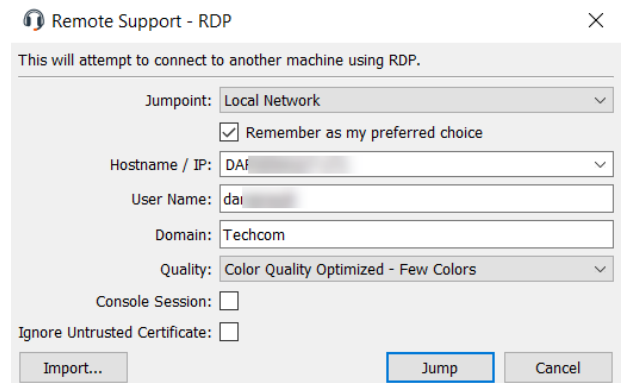 Remote Support - RDP
This will attempt to connect to another machine using RDP.
Jumpoint: Local Network
Remember as my preferred choice
Hostname / IP:
User Name:
Domain: Techcom
Quality: Color Quality Optimized - Few Colors
Console Session:
Ignore Untrusted Certificate:
Import... Jump Cancel